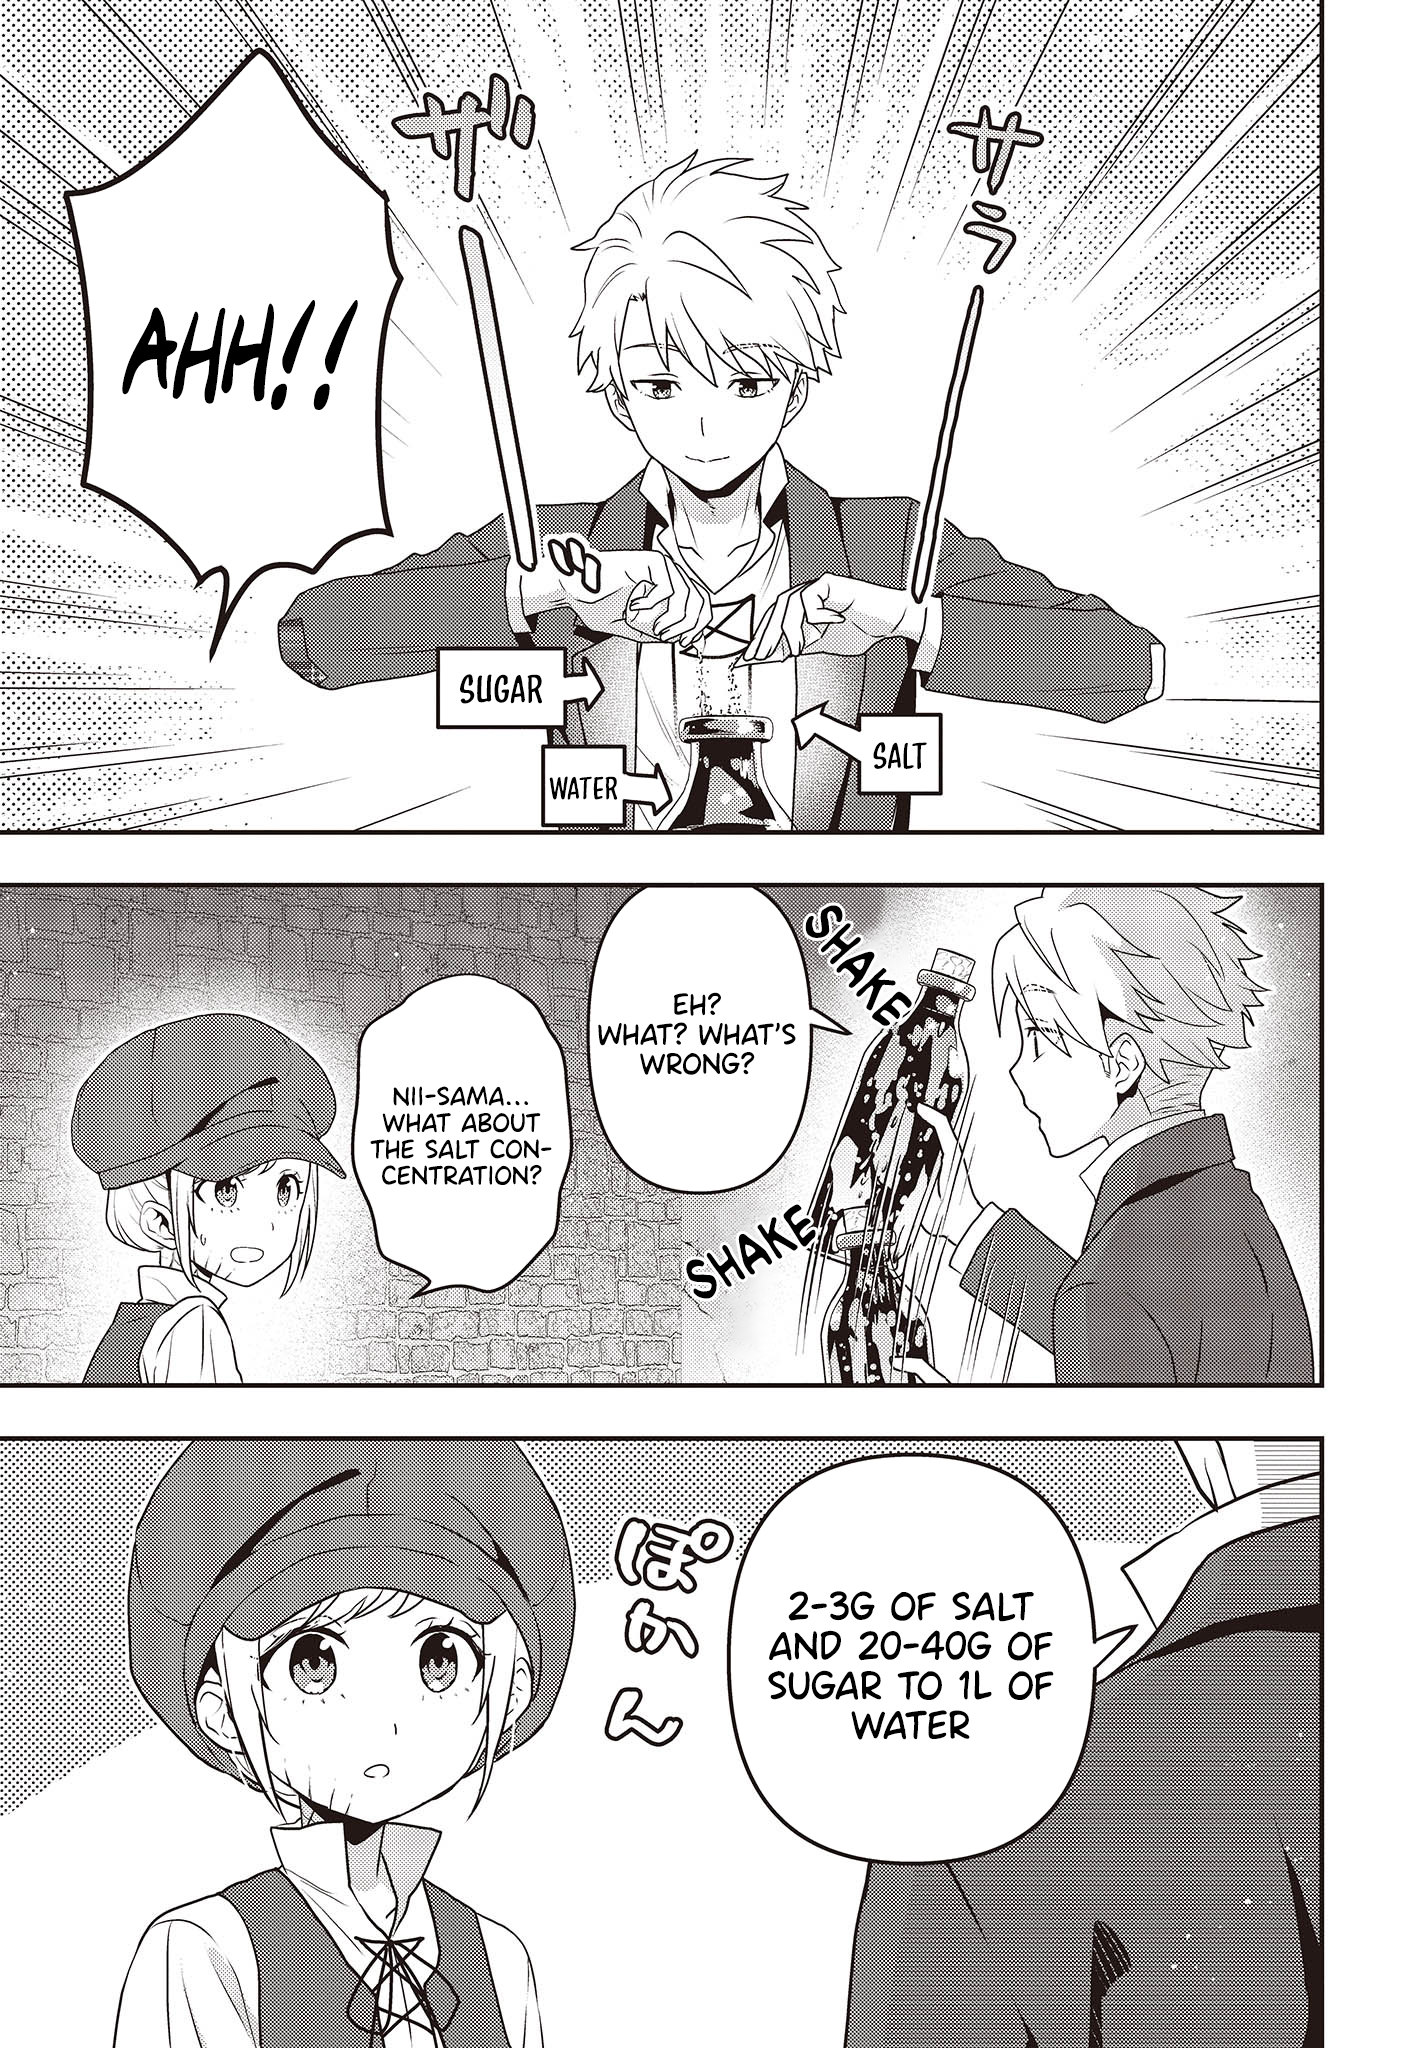 サラ
ザッ
AHH!!
SUGAR
SALT
WATER
SHAKE
SHAKE
EH?
WHAT? WHAT'S
WRONG?
NII-SAMA...
WHAT ABOUT
THE SALT CON-
CENTRATION?
2-3G OF SALT
AND 20-40G OF
SUGAR TO 1L OF
WATER
ぽかん